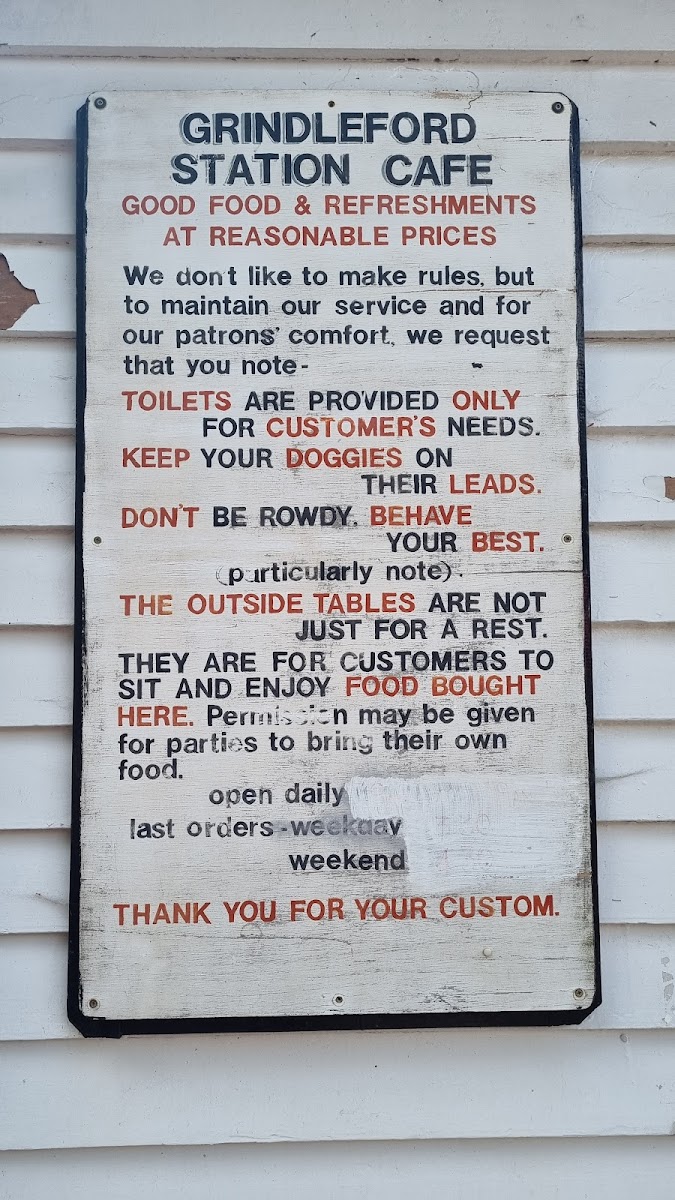 GRINDLEFORD
STATION CAFE
GOOD FOOD & REFRESHMENTS
AT REASONABLE PRICES
We don't like to make rules, but
to maintain our service and for
our patrons' comfort, we request
that you note-
TOILETS ARE PROVIDED ONLY
FOR CUSTOMER'S NEEDS.
KEEP YOUR DOGGIES ON
THEIR LEADS.
DON'T BE ROWDY. BEHAVE
YOUR BEST.
(particularly note).
THE OUTSIDE TABLES ARE NOT
JUST FOR A REST.
THEY ARE FOR CUSTOMERS TO
SIT AND ENJOY FOOD BOUGHT
HERE. Permission may be given
for parties to bring their own
food.
open daily
last orders-weekday
weekend
THANK YOU FOR YOUR CUSTOM.